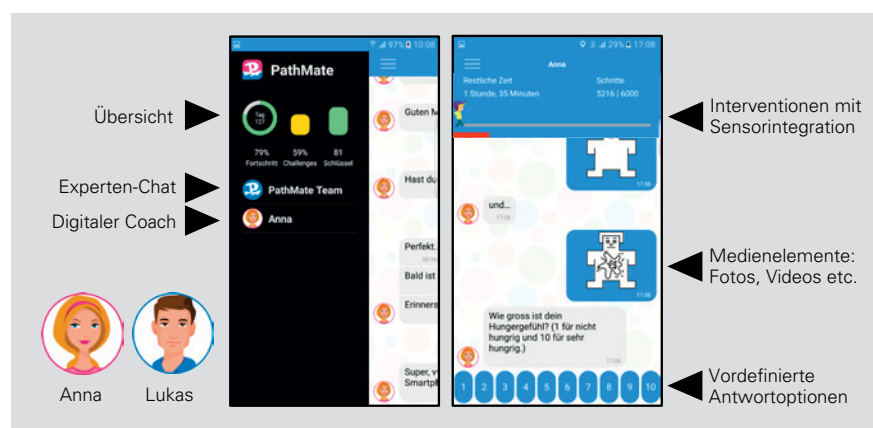 Übersicht
Experten-Chat
Digitaler Coach
Anna
Lukas
97% 10:08
PathMate
Tag
127
79%
59%
81
Fortschritt
Challenges
Schlüssel
PathMate Team
Anna
Guten
Hast du
Perfekt.
Bald ist
Erinners
Super, v
Smartph
29% 17:08
Anna
Restliche Zeit
Schritte
1 Stunde, 35 Minuten
5216 | 6000
17:08
und...
17:08
17:08
Wie gross ist dein
Hungergefühl? (1 für nicht
hungrig und 10 für sehr
hungrig.)
17:08
1 2 3 4 5 6 7 8 9 10
Interventionen mit
Sensorintegration
Medienelemente:
Fotos, Videos etc.
Vordefinierte
Antwortoptionen